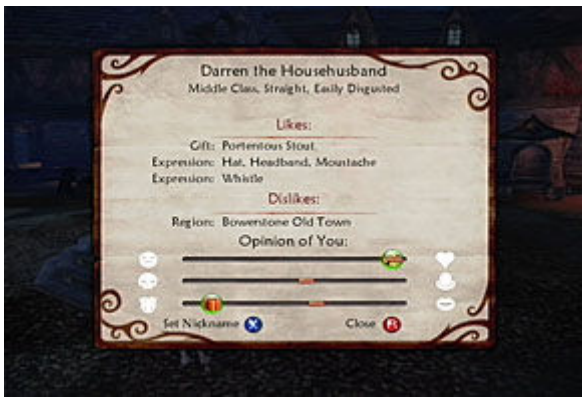 Darren the Househusband
Middle Class, Straight, Easily Disgusted
Likes:
Gift: Portentous Stout,
Expression: Hat, Headband, Moustache
Expression: Whistle
Dislikes:
Region: Bowerstone Old Town
Opinion of You:
Set Nickname X Close B